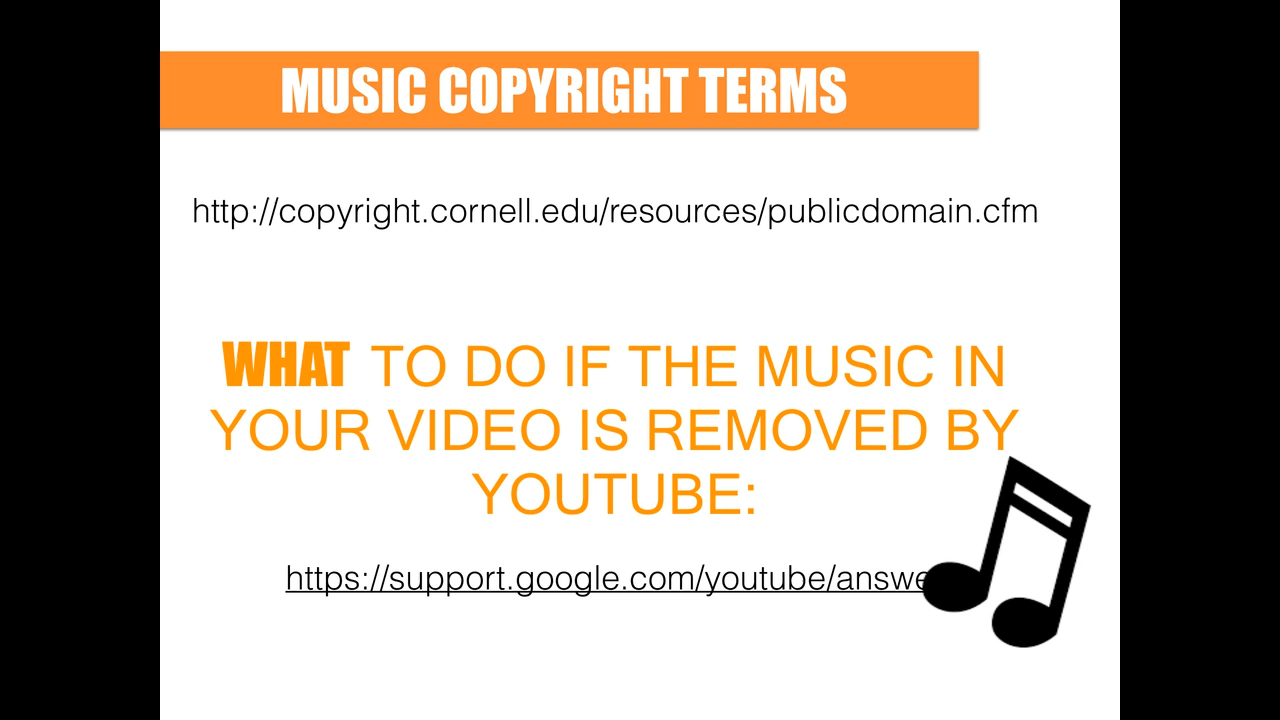 MUSIC COPYRIGHT TERMS
http://copyright.cornell.edu/resources/publicdomain.cfm
WHAT TO DO IF THE MUSIC IN
YOUR VIDEO IS REMOVED BY
YOUTUBE:
https://support.google.com/youtube/answe